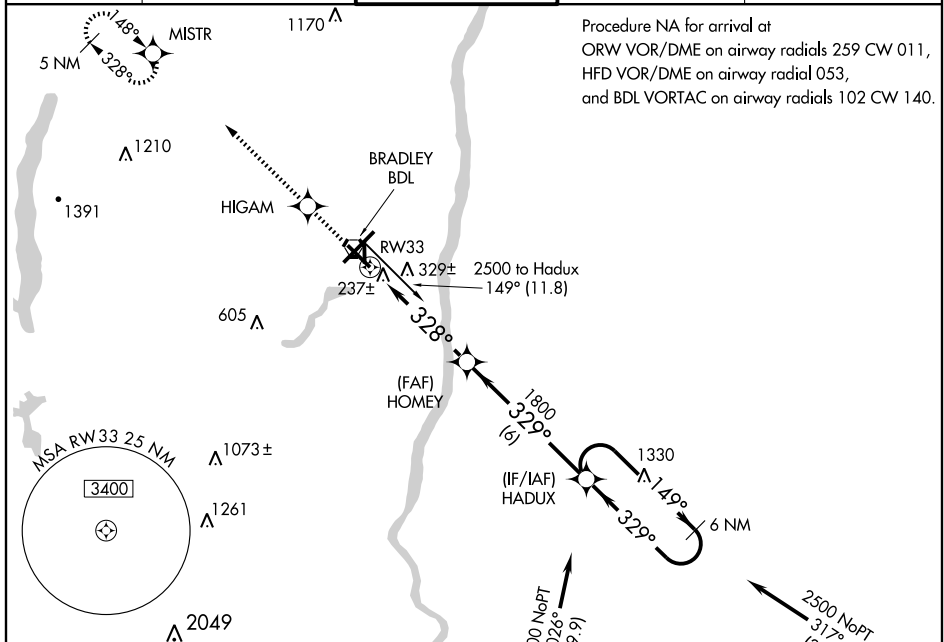 Procedure NA for arrival at
ORW VOR/DME on airway radials 259 CW 011,
HFD VOR/DME on airway radial 053,
and BDL VORTAC on airway radials 102 CW 140.
1170
148°
MISTR
5 NM
328°
1210
1391
BRADLEY
BDL
HIGAM
RW33
329±
237±
2500 to Hadux
149° (11.8)
605
328°
(FAF)
HOMEY
1800
329°
(6)
MSA RW33 25 NM
3400
1073±
1261
2049
(IF/IAF)
HADUX
1330
149°
6 NM
329°
NoPT
026°
2500 NoPT
317°